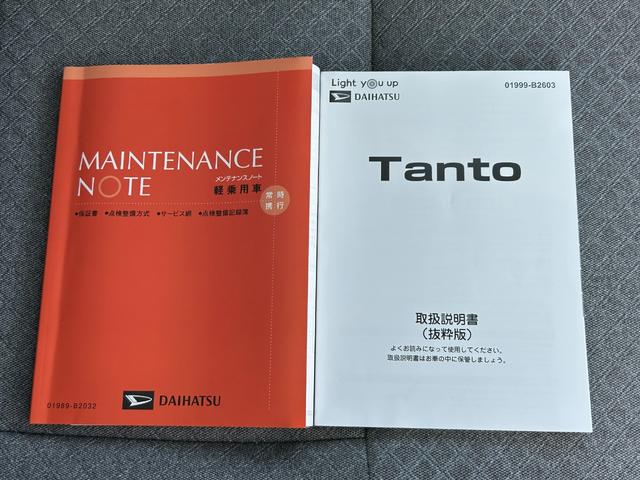 MAINTENANCE
NOTE
メンテナンスノート
軽乗用車
常時
携行
●保証書 ●点検整備方式 ●サービス網 ●点検整備記録簿
01989-B2032
DAIHATSU
Light you up
DAIHATSU
01999-B2603
Tanto
取扱説明書
（抜粋版）
よくお読みになって使用してください。
取扱説明書はお車の中に保管しましょう。